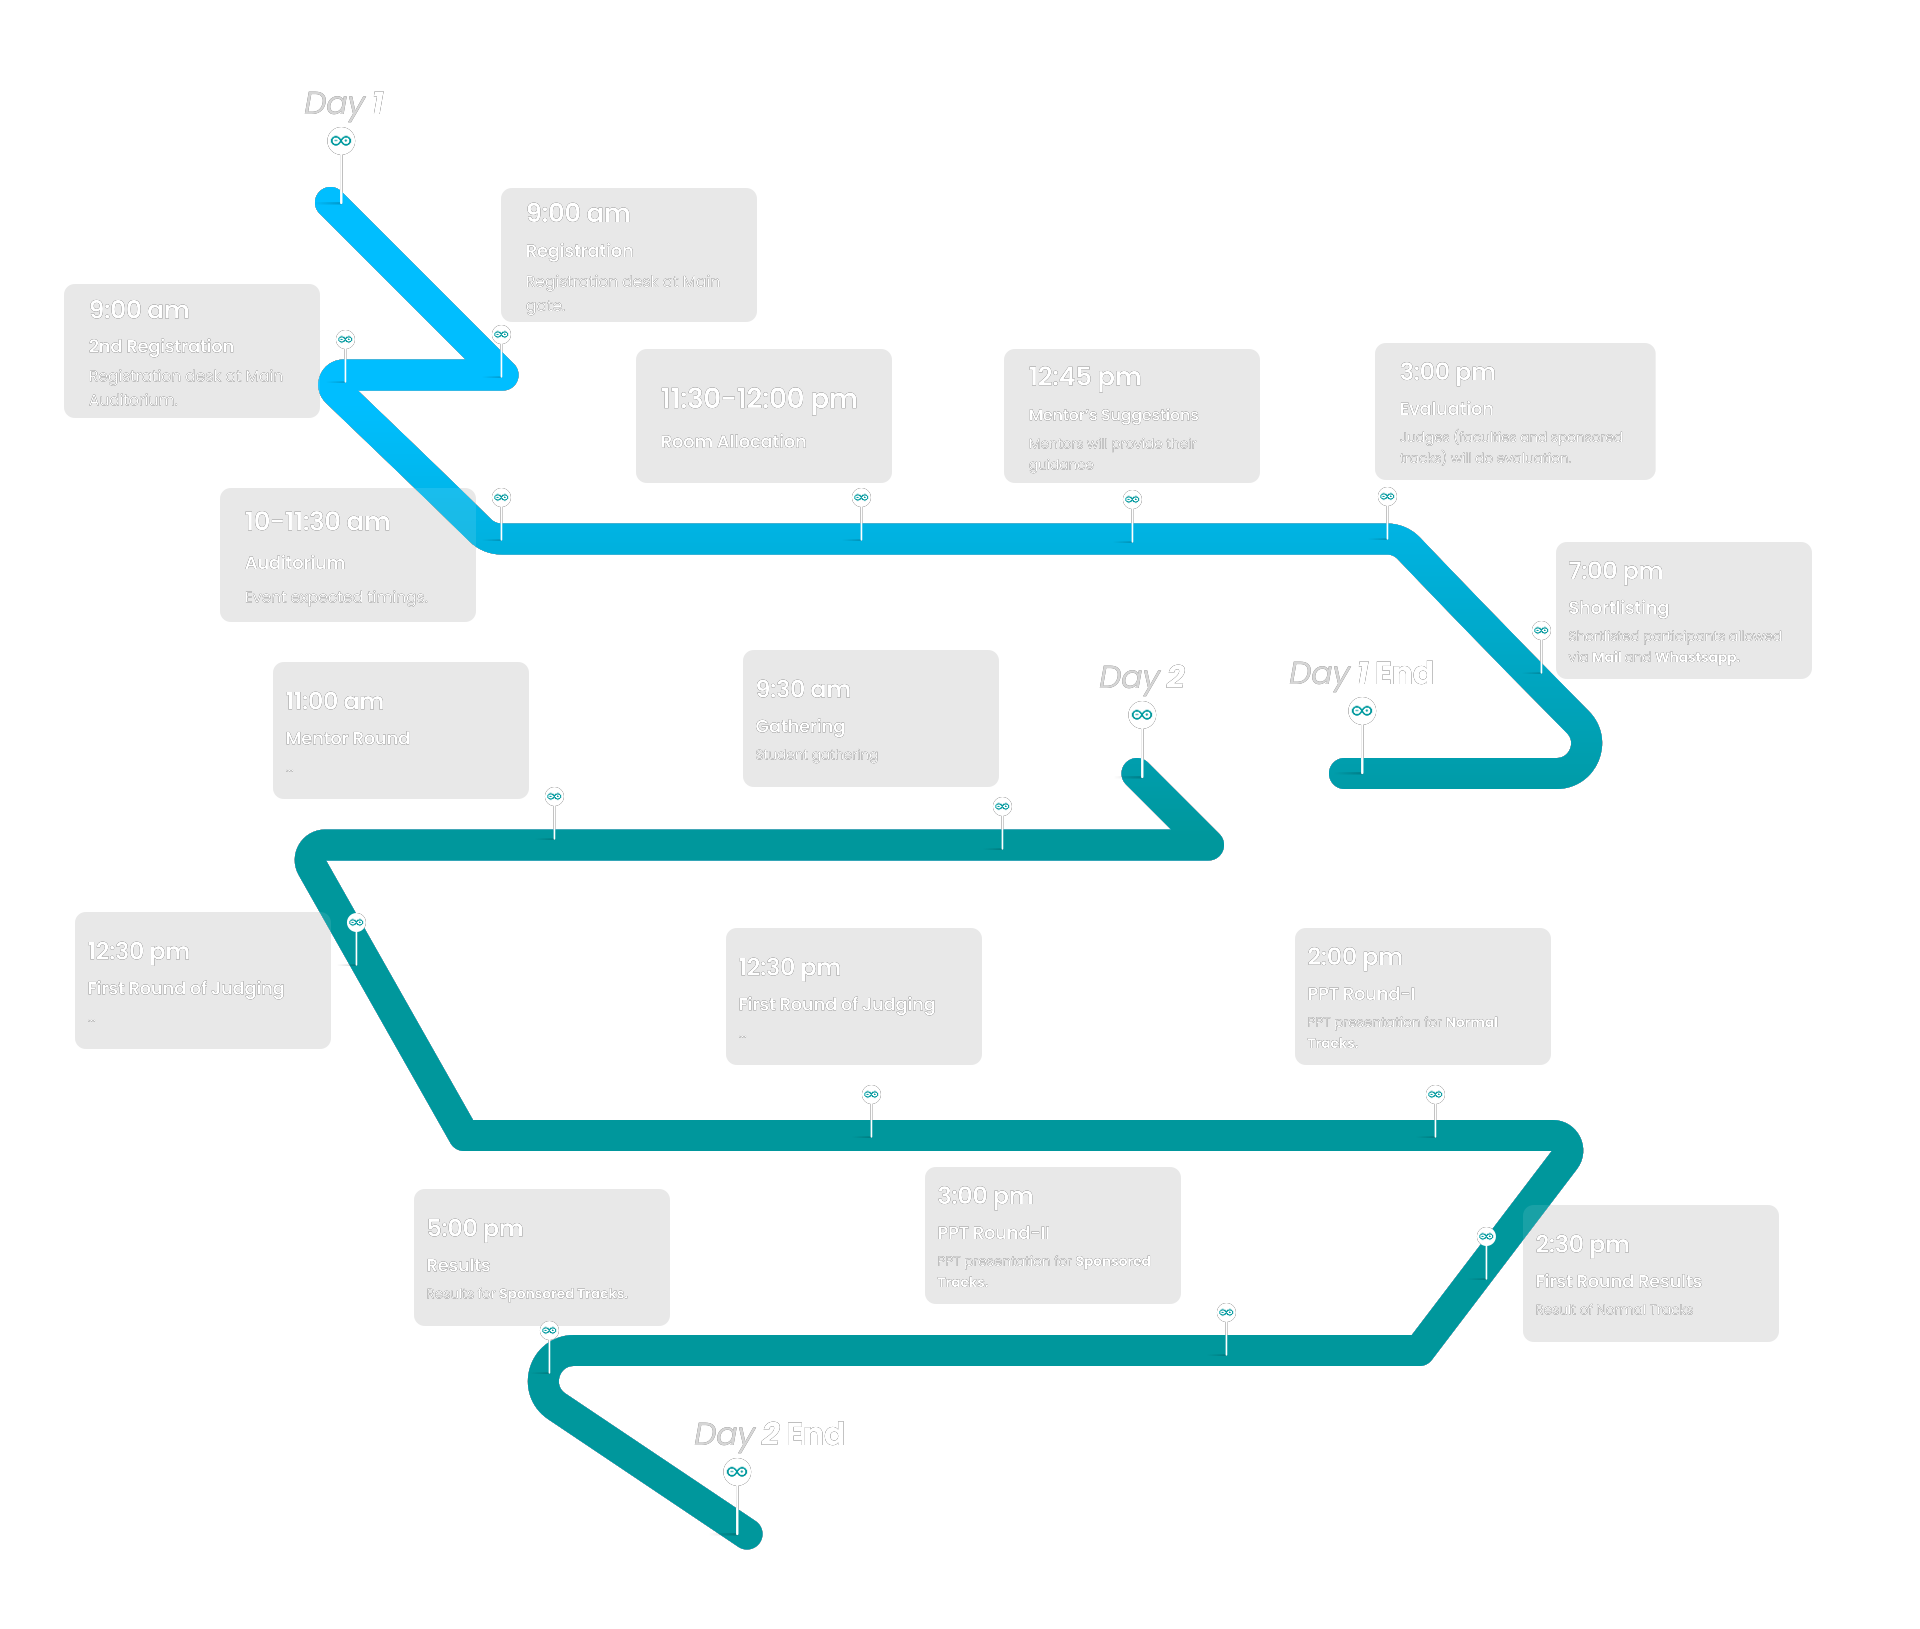 Day 1
9:00 am
Registration
Registration desk at Main
gate.
9:00 am
2nd Registration
Registration desk at Main
Auditorium.
10-11:30 am
Auditorium
Event expected timings.
11:30-12:00 pm
Room Allocation
12:45 pm
Mentor's Suggestions
Mentors will provide their
guidance
3:00 pm
Evaluation
Judges (faculties and sponsored
tracks) will do evaluation.
7:00 pm
Shortlisting
Shortlisted participants allowed
via Mail and Whastsapp.
Day 1 End
Day 2
9:30 am
Gathering
Student gathering
11:00 am
Mentor Round
--
12:30 pm
First Round of Judging
--
12:30 pm
First Round of Judging
--
2:00 pm
PPT Round-I
PPT presentation for Normal
Tracks.
2:30 pm
First Round Results
Result of Normal Tracks
3:00 pm
PPT Round-II
PPT presentation for Sponsored
Tracks.
5:00 pm
Results
Results for Sponsored Tracks.
Day 2 End